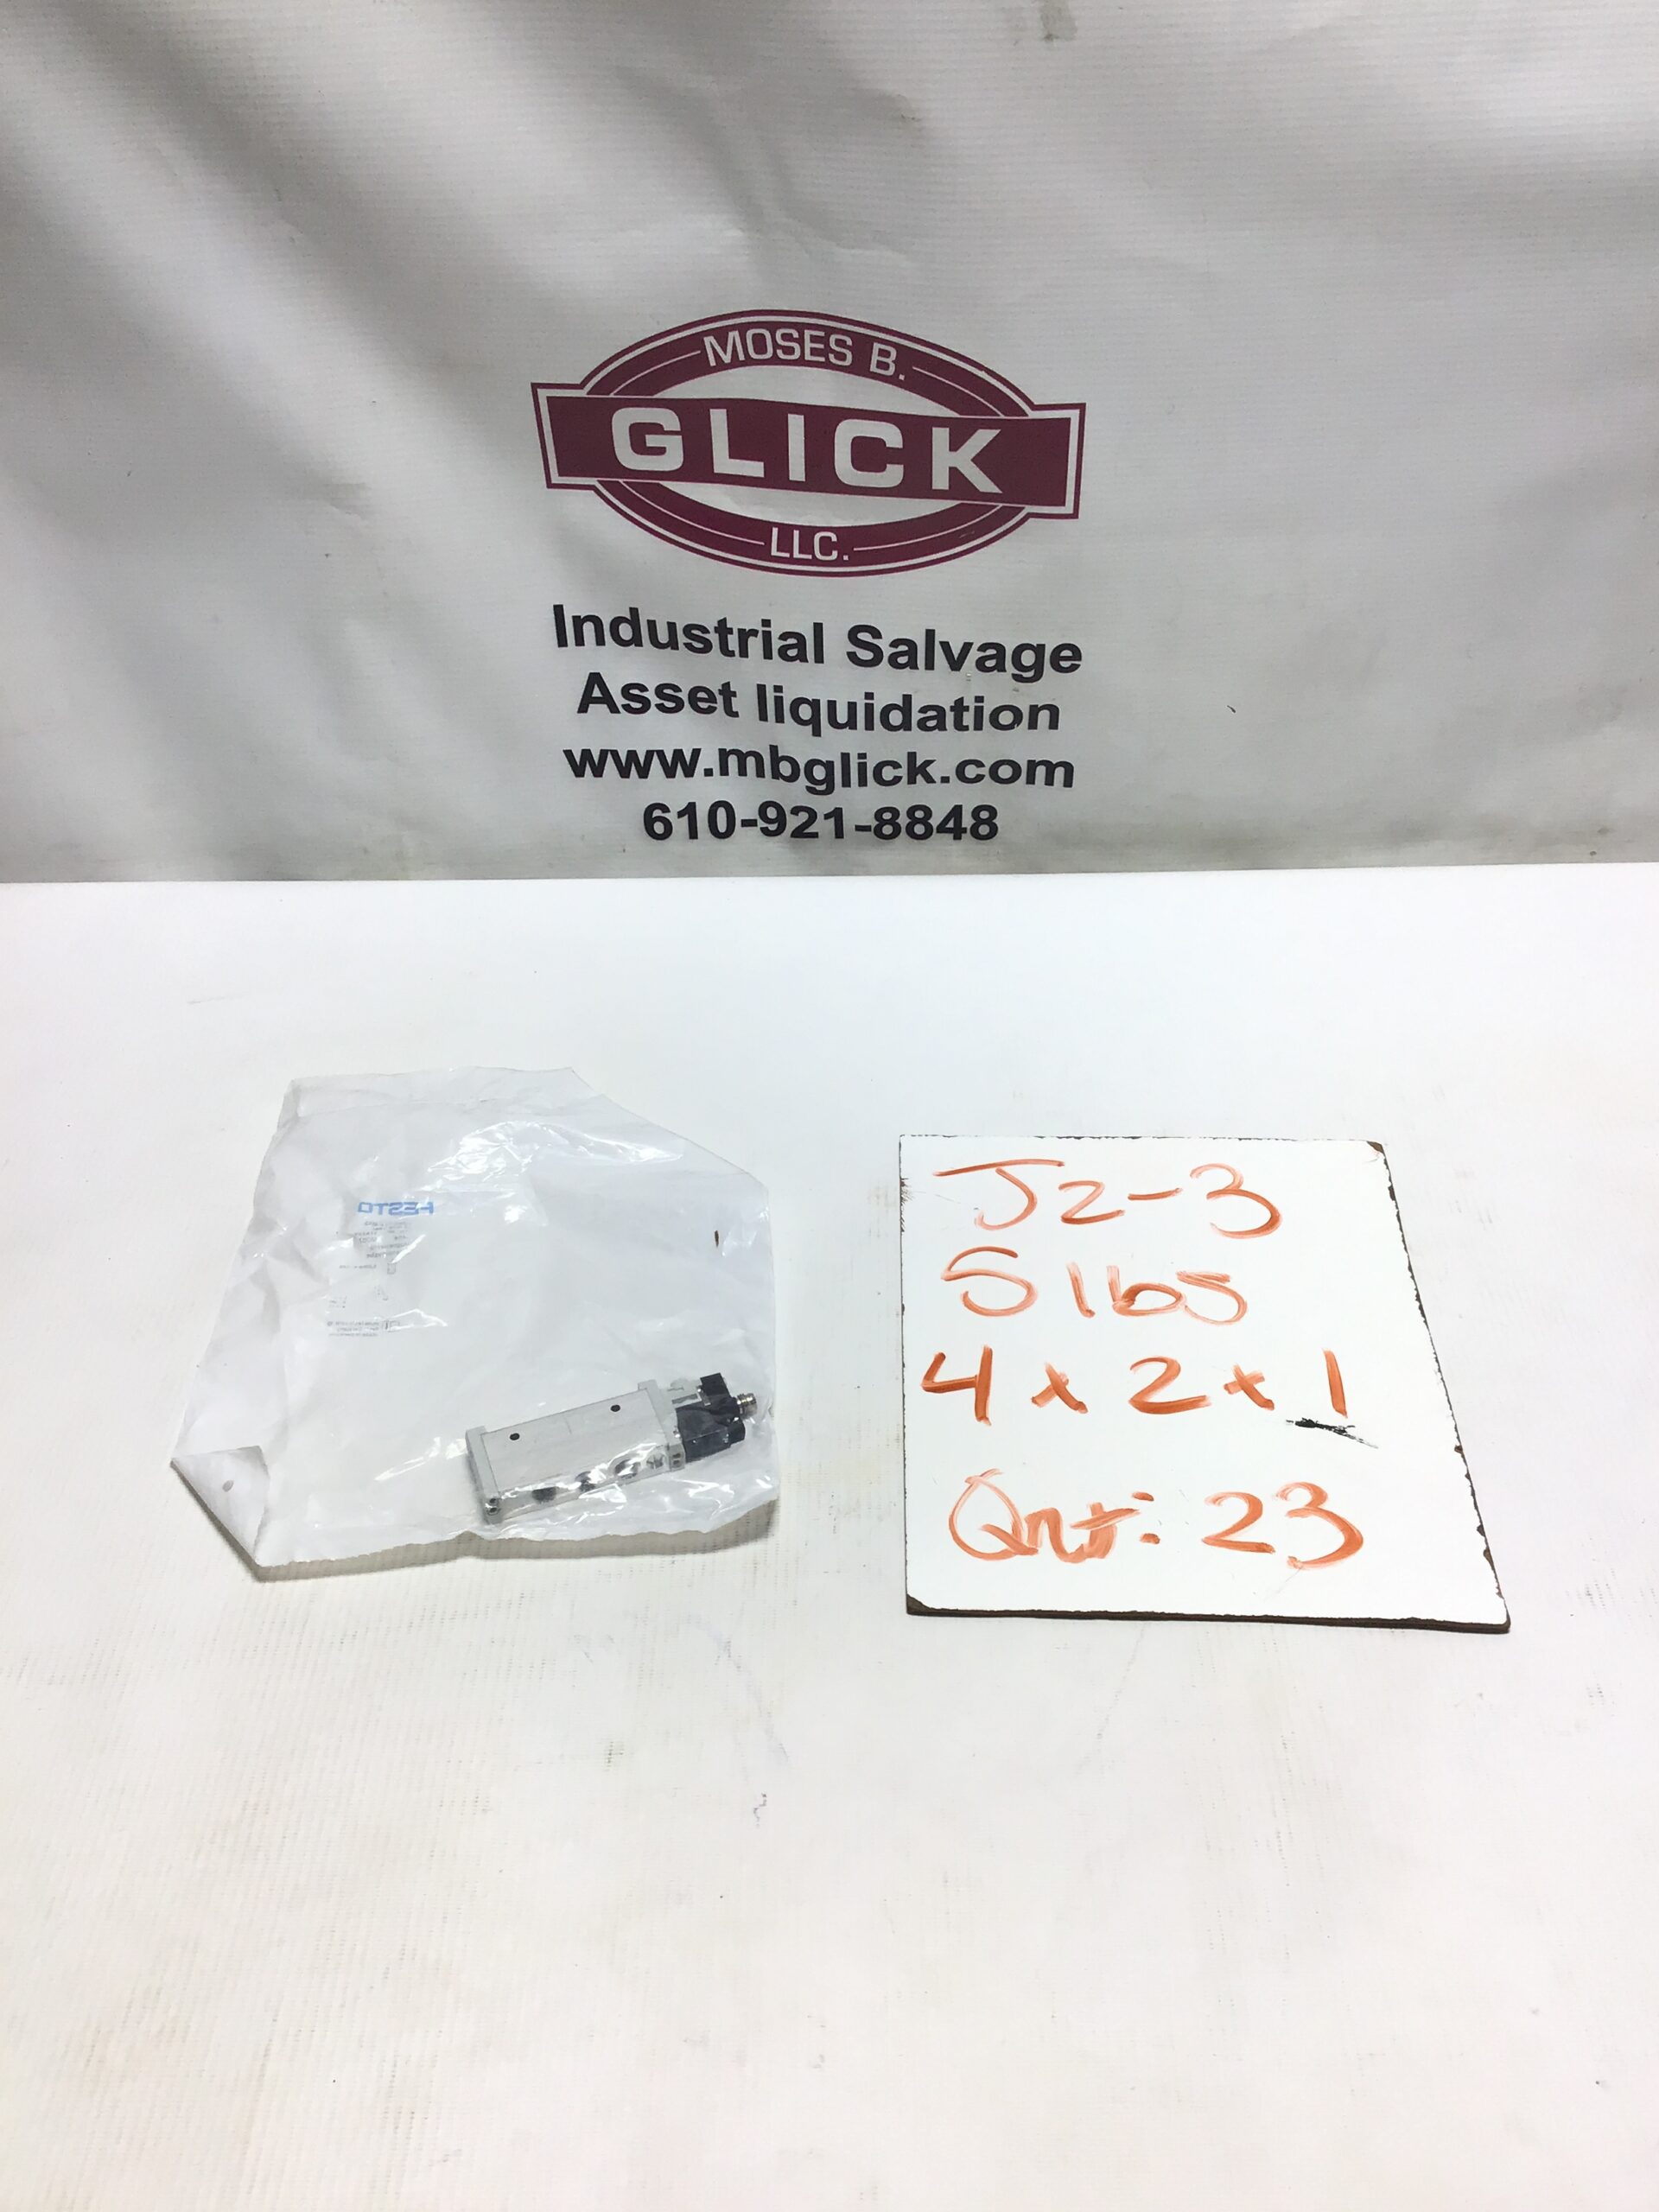 MOSES B.
GLICK
LLC.
Industrial Salvage
Asset liquidation
www.mbglick.com
610-921-8848
FESTO
J2-3
5 lbs
4 x 2 x 1
Qnt: 23